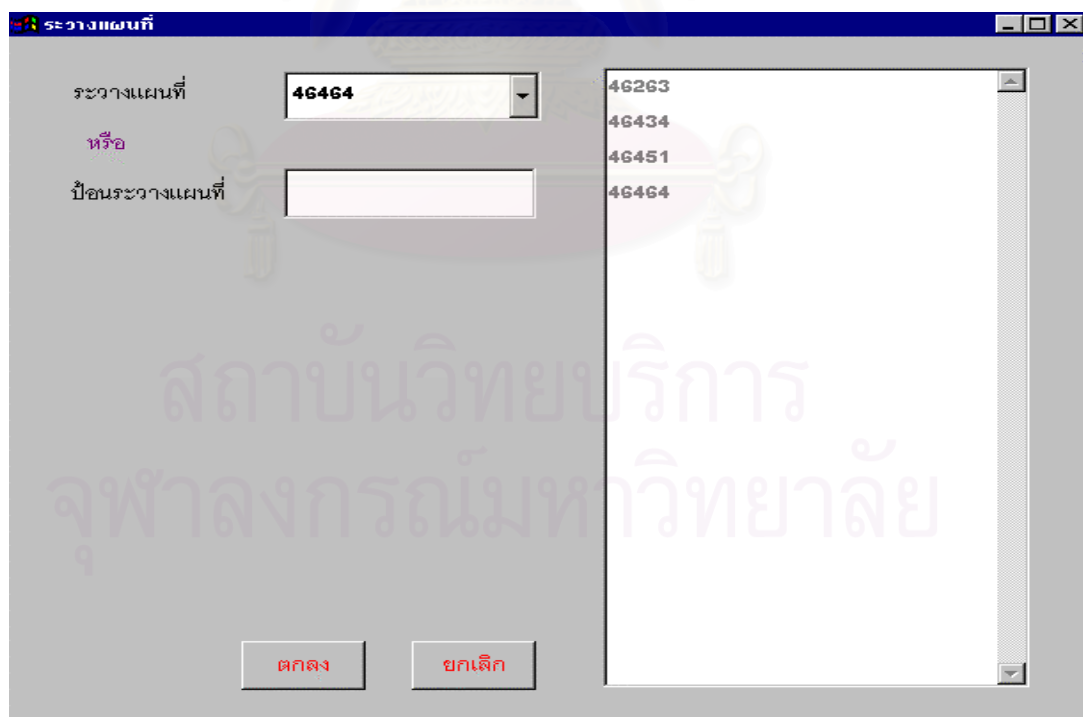 ระวางแผนที่
ระวางแผนที่ 46464
หรือ
ป้อนระวางแผนที่
46263
46434
46451
46464
สถาบันวิทยบริการ
จุฬาลงกรณ์มหาวิทยาลัย
ตกลง ยกเลิก